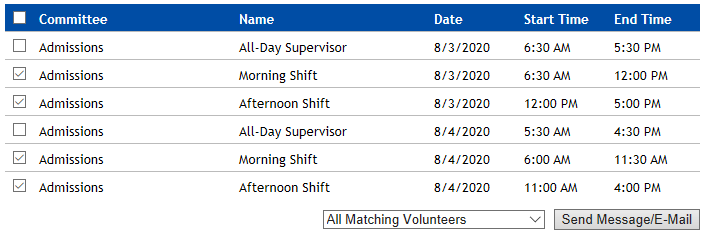 Committee Name Date Start Time End Time
Admissions All-Day Supervisor 8/3/2020 6:30 AM 5:30 PM
Admissions Morning Shift 8/3/2020 6:30 AM 12:00 PM
Admissions Afternoon Shift 8/3/2020 12:00 PM 5:00 PM
Admissions All-Day Supervisor 8/4/2020 5:30 AM 4:30 PM
Admissions Morning Shift 8/4/2020 6:00 AM 11:30 AM
Admissions Afternoon Shift 8/4/2020 11:00 AM 4:00 PM
All Matching Volunteers Send Message/E-Mail